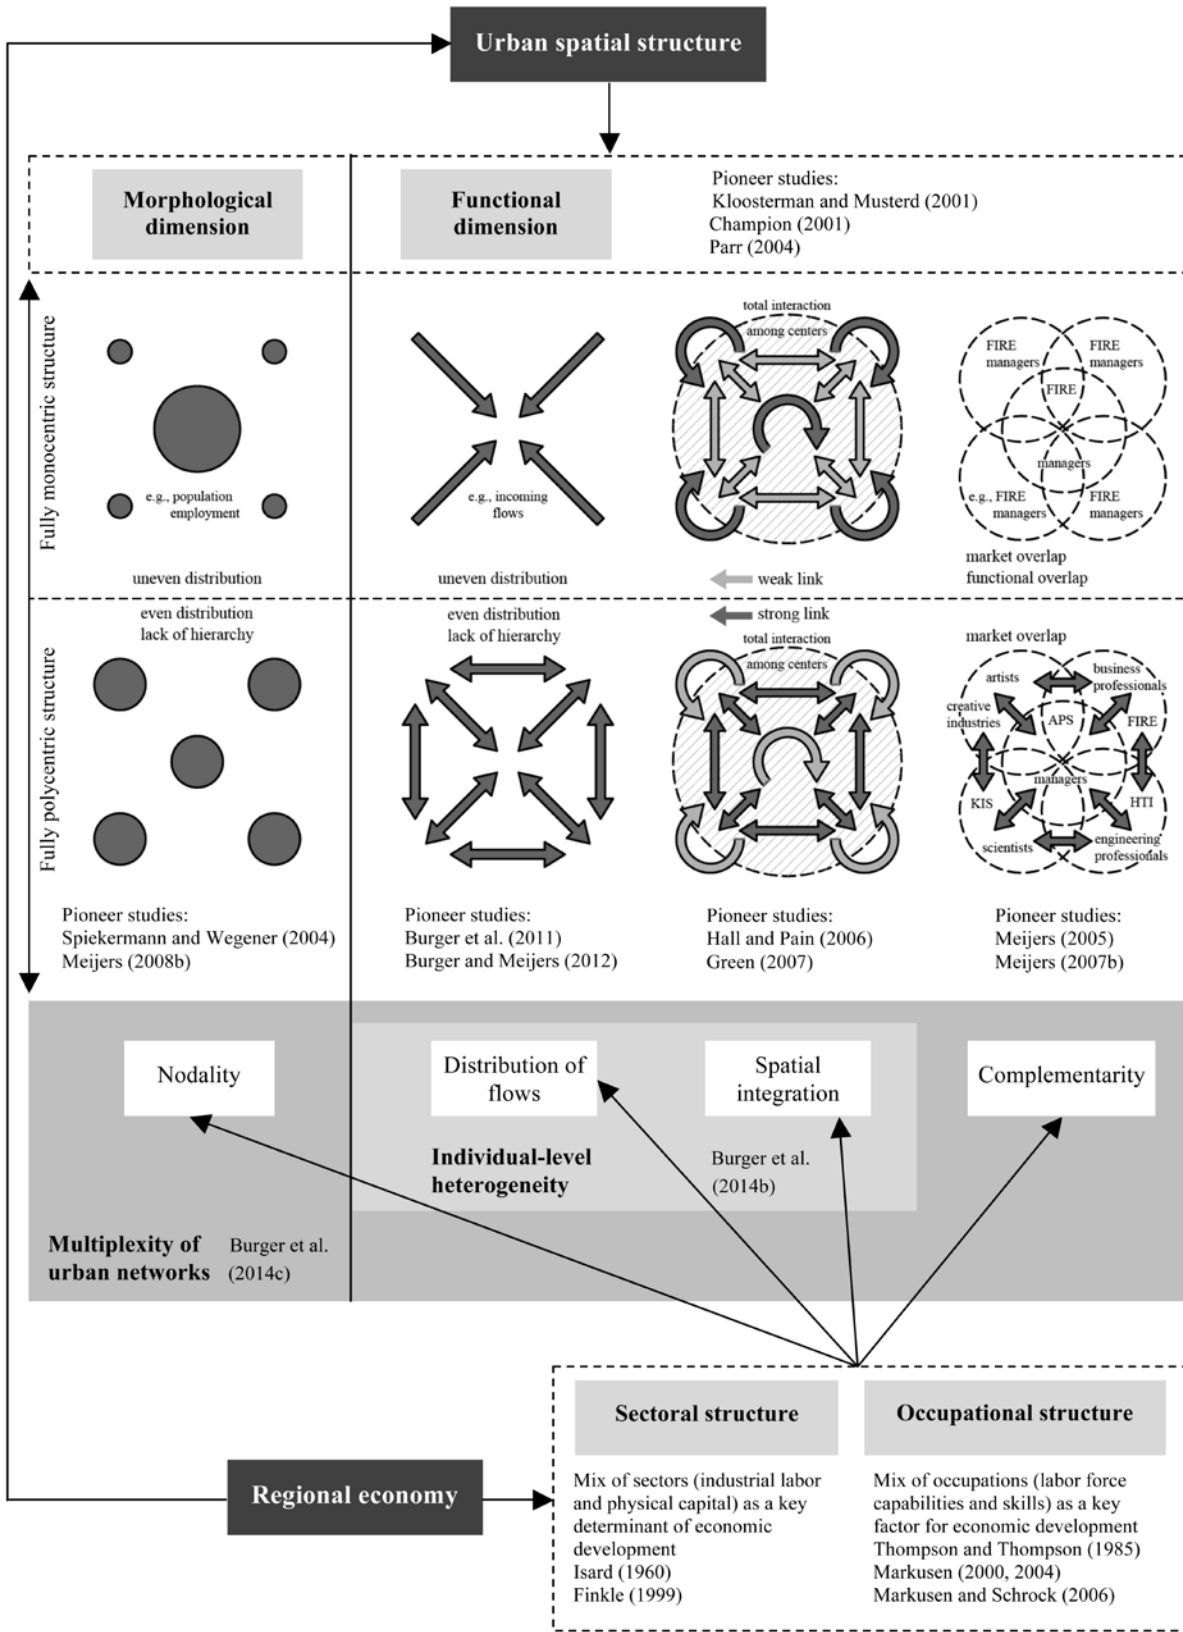 Urban spatial structure
Morphological
dimension
Functional
dimension
Pioneer studies:
Kloosterman and Musterd (2001)
Champion (2001)
Parr (2004)
Fully monocentric structure
e.g., population
employment
uneven distribution
e.g., incoming
flows
uneven distribution
total interaction
among centers
weak link
FIRE
managers
FIRE
managers
FIRE
managers
e.g., FIRE
managers
FIRE
managers
market overlap
functional overlap
Fully polycentric structure
even distribution
lack of hierarchy
even distribution
lack of hierarchy
strong link
total interaction
among centers
market overlap
artists
business
professionals
creative
industries
APS
FIRE
managers
KIS
HTI
scientists
engineering
professionals
Pioneer studies:
Spiekermann and Wegener (2004)
Meijers (2008b)
Pioneer studies:
Burger et al. (2011)
Burger and Meijers (2012)
Pioneer studies:
Hall and Pain (2006)
Green (2007)
Pioneer studies:
Meijers (2005)
Meijers (2007b)
Nodality
Distribution of
flows
Spatial
integration
Complementarity
Individual-level
heterogeneity
Burger et al.
(2014b)
Multiplexity of
urban networks
Burger et al.
(2014c)
Regional economy
Sectoral structure
Mix of sectors (industrial labor
and physical capital) as a key
determinant of economic
development
Isard (1960)
Finkle (1999)
Occupational structure
Mix of occupations (labor force
capabilities and skills) as a key
factor for economic development
Thompson and Thompson (1985)
Markusen (2000, 2004)
Markusen and Schrock (2006)